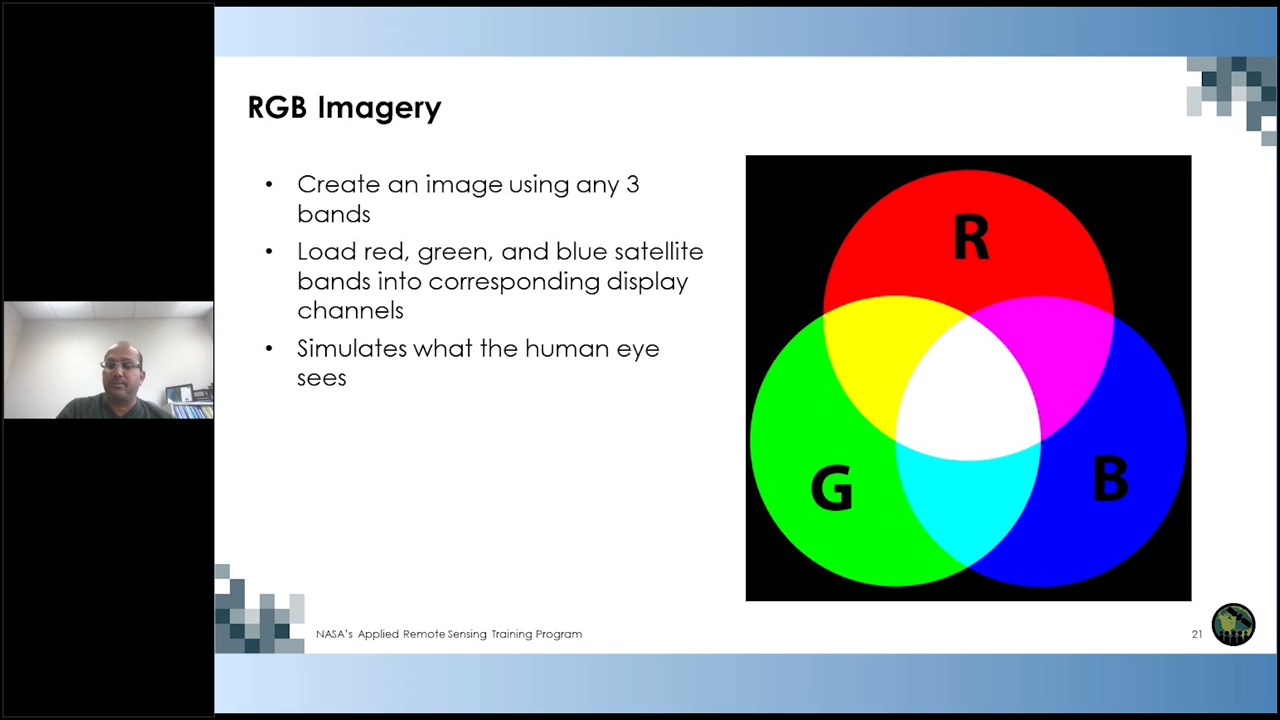 RGB Imagery
• Create an image using any 3
bands
• Load red, green, and blue satellite
bands into corresponding display
channels
• Simulates what the human eye
sees
R
G
B
NASA's Applied Remote Sensing Training Program
21